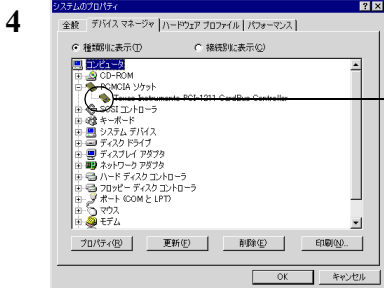 4
システムのプロパティ
全般 デバイス マネージャ ハードウェア プロファイル パフォーマンス
種類別に表示(T) 接続別に表示(C)
コンピュータ
CD-ROM
PCMCIA ソケット
Texas Instruments PCI-1211 CardBus Controller
SCSI コントローラ
キーボード
システム デバイス
ディスク ドライブ
ディスプレイ アダプタ
ネットワーク アダプタ
ハード ディスク コントローラ
フロッピー ディスク コントローラ
ポート (COM と LPT)
マウス
モデム
プロパティ(R) 更新(F) 削除(E) 印刷(N)...
OK キャンセル